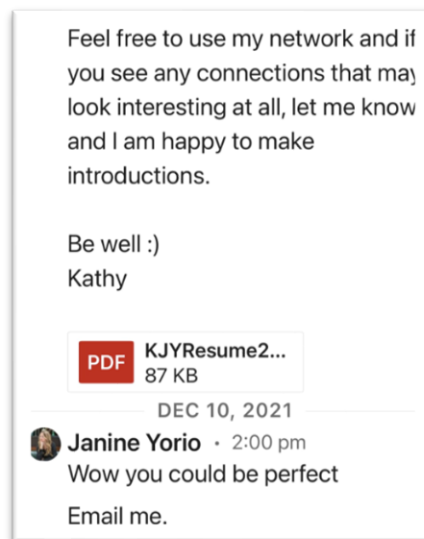 Feel free to use my network and if
you see any connections that may
look interesting at all, let me know
and I am happy to make
introductions.
Be well :)
Kathy
PDF
KJYResume2...
87 KB
DEC 10, 2021
Janine Yorio • 2:00 pm
Wow you could be perfect
Email me.